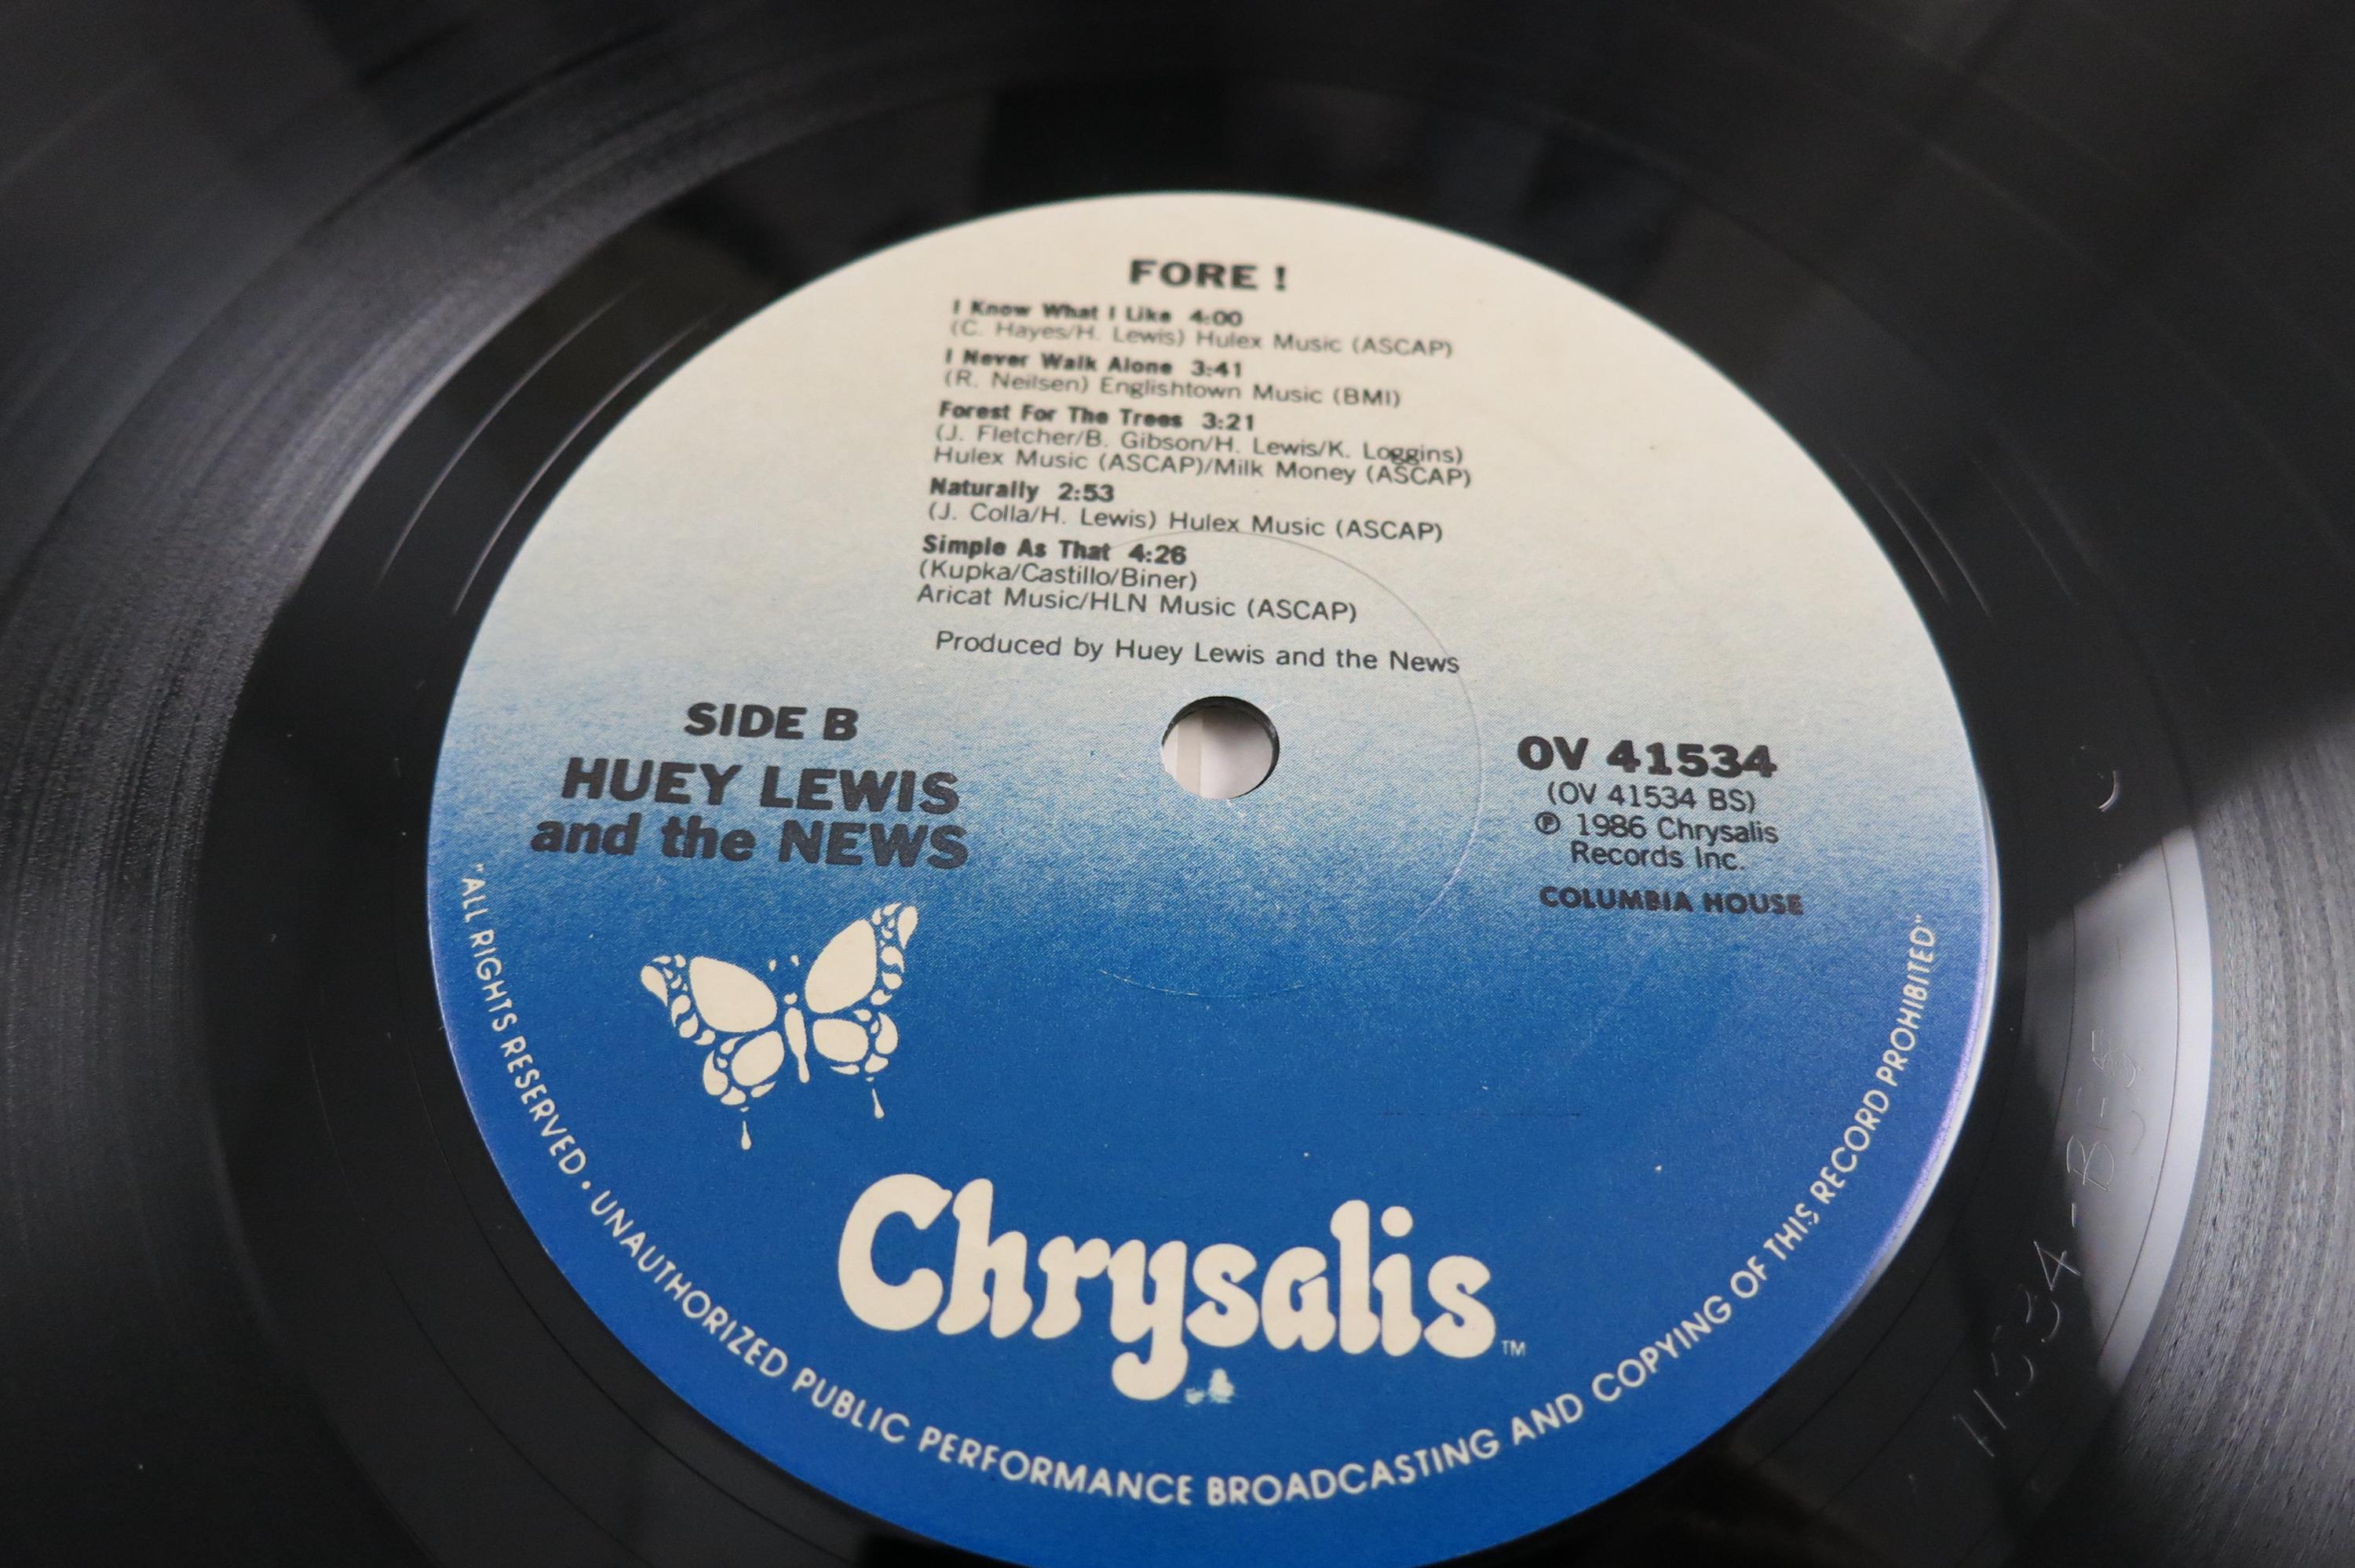 FORE !
I Know What I Like 4:00
(C. Hayes/H. Lewis) Hulex Music (ASCAP)
I Never Walk Alone 3:41
(R. Neilsen) Englishtown Music (BMI)
Forest For The Trees 3:21
(J. Fletcher/B. Gibson/H. Lewis/K. Loggins)
Hulex Music (ASCAP)/Milk Money (ASCAP)
Naturally 2:53
(J. Colla/H. Lewis) Hulex Music (ASCAP)
Simple As That 4:26
(Kupka/Castillo/Biner)
Aricat Music/HLN Music (ASCAP)
Produced by Huey Lewis and the News
SIDE B
HUEY LEWIS
and the NEWS
OV 41534
(OV 41534 BS)
℗ 1986 Chrysalis
Records Inc.
COLUMBIA HOUSE
Chrysalis™
"ALL RIGHTS RESERVED. UNAUTHORIZED PUBLIC PERFORMANCE BROADCASTING AND COPYING OF THIS RECORD PROHIBITED"